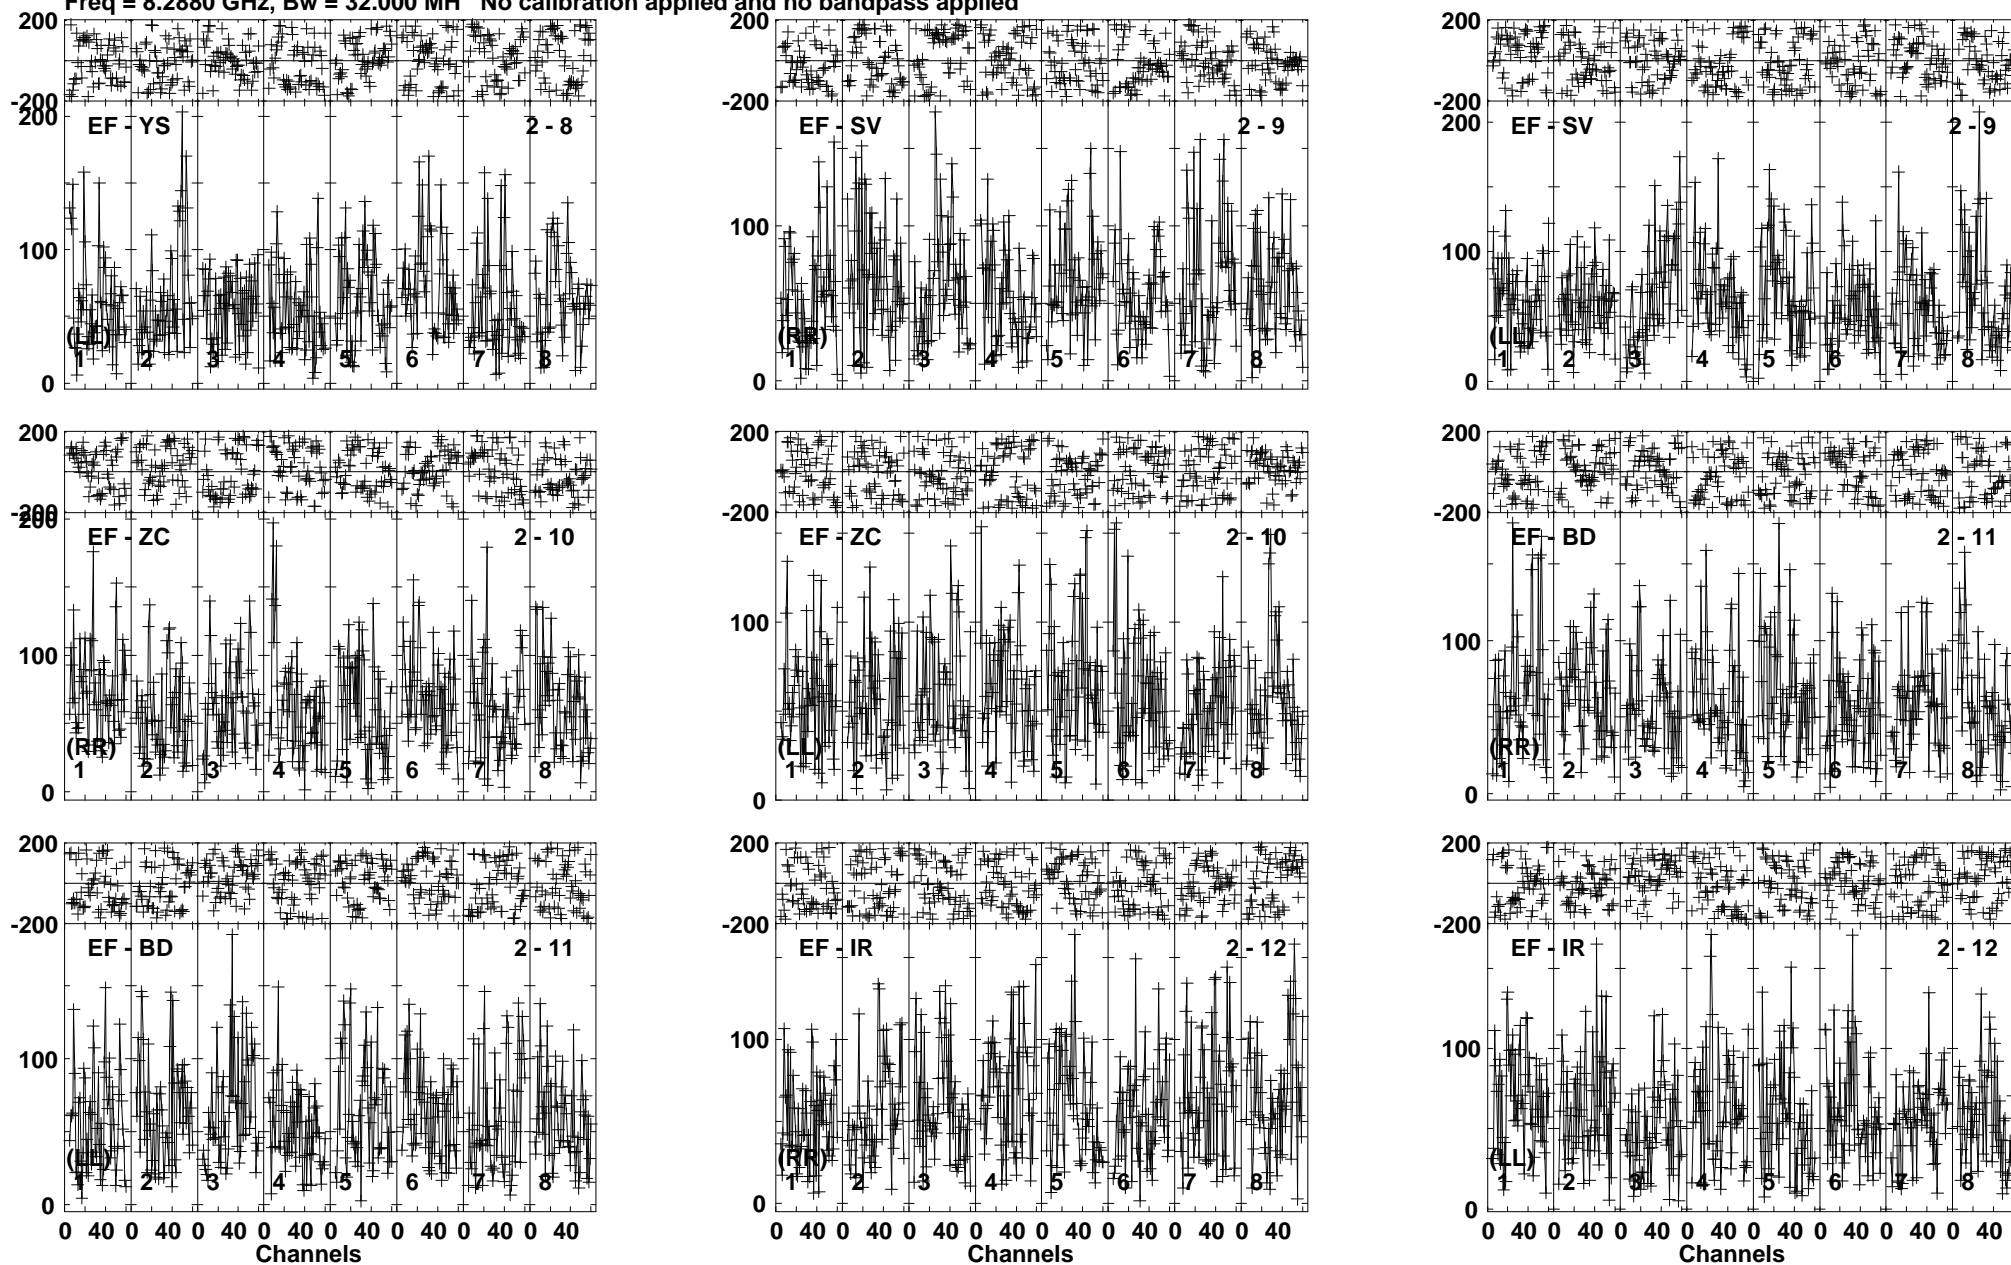 Freq = 8.2880 GHz, Bw = 32.000 MH No calibration applied and no bandpass applied
200 200 200
-200 -200 -200
200 EF - YS 2 - 8 EF - SV 2 - 9 200 EF - SV 2 - 9
100 100 100
(LL) (RR) (LL)
1 2 3 4 5 6 7 8 1 2 3 4 5 6 7 8 1 2 3 4 5 6 7 8
0 0 0
200 200 200
-200 -200 -200
200 EF - ZC 2 - 10 EF - ZC 2 - 10 EF - BD 2 - 11
100 100 100
(RR) (LL) (RR)
1 2 3 4 5 6 7 8 1 2 3 4 5 6 7 8 1 2 3 4 5 6 7 8
0 0 0
200 200 200
-200 -200 -200
EF - BD 2 - 11 EF - IR 2 - 12 EF - IR 2 - 12
100 100 100
(LL) (RR) (LL)
1 2 3 4 5 6 7 8 1 2 3 4 5 6 7 8 1 2 3 4 5 6 7 8
0 0 0
0 40 0 40 0 40 0 40 0 40 0 40 0 40 0 40 0 40 0 40 0 40 0 40 0 40 0 40 0 40 0 40 0 40 0 40 0 40 0 40 0 40 0 40 0 40 0 40
Channels Channels Channels